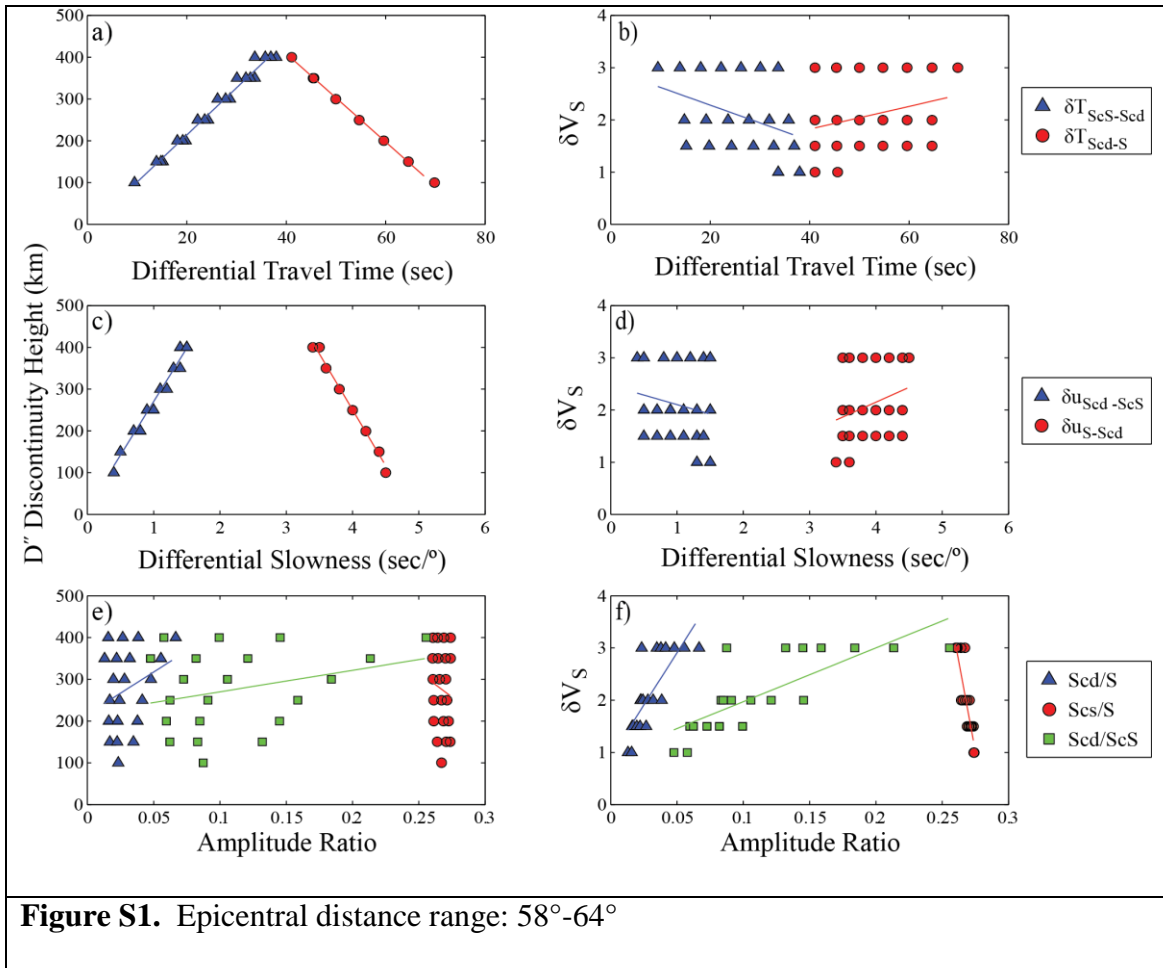 a)
500
400
300
200
100
0
0 20 40 60 80
Differential Travel Time (sec)
b)
4
3
2
1
0
δVS
0 20 40 60 80
Differential Travel Time (sec)
δTScS-Scd
δTScd-S
D″ Discontinuity Height (km)
c)
500
400
300
200
100
0
0 1 2 3 4 5 6
Differential Slowness (sec/º)
d)
4
3
2
1
0
δVS
0 1 2 3 4 5 6
Differential Slowness (sec/º)
δuScd -ScS
δuS-Scd
e)
500
400
300
200
100
0
0 0.05 0.1 0.15 0.2 0.25 0.3
Amplitude Ratio
f)
4
3
2
1
0
δVS
0 0.05 0.1 0.15 0.2 0.25 0.3
Amplitude Ratio
Scd/S
Scs/S
Scd/ScS
Figure S1. Epicentral distance range: 58°-64°